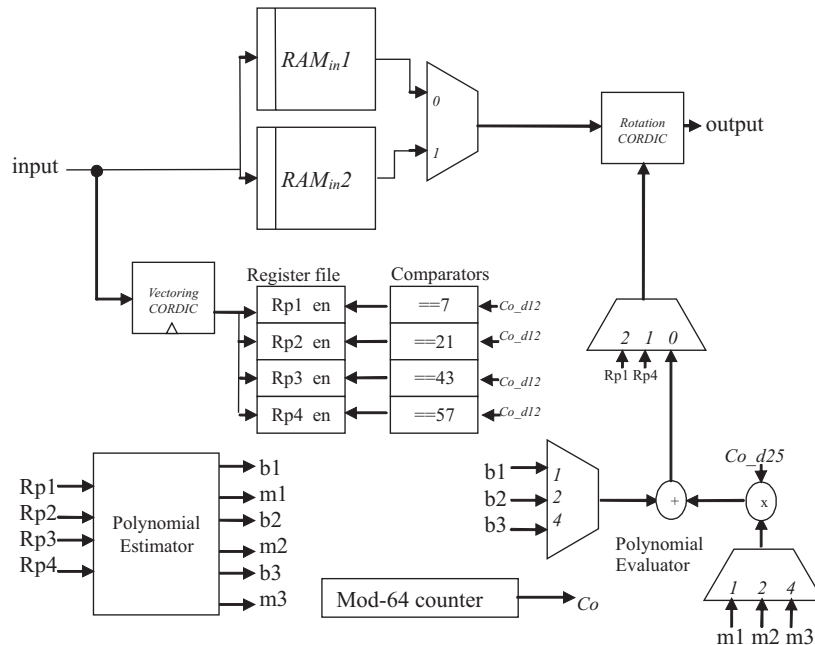 RAMin1
0
Rotation
CORDIC
output
1
input
RAMin2
Vectoring
CORDIC
Register file
Comparators
Rp1 en
==7
Co_d12
Rp2 en
==21
Co_d12
Rp3 en
==43
Co_d12
Rp4 en
==57
Co_d12
2 1 0
Rp1 Rp4
Rp1
Rp2
Rp3
Rp4
Polynomial
Estimator
b1
m1
b2
m2
b3
m3
b1
b2
b3
1
2
4
+
Co_d25
x
Polynomial
Evaluator
1 2 4
m1 m2 m3
Mod-64 counter
Co